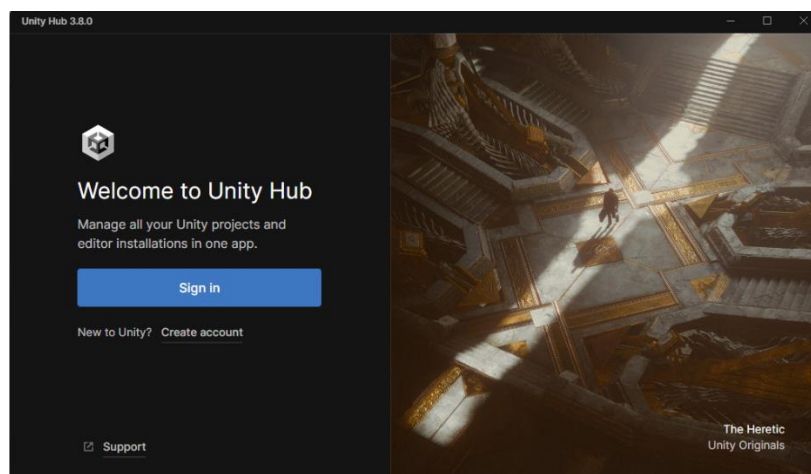 Unity Hub 3.8.0
Welcome to Unity Hub
Manage all your Unity projects and
editor installations in one app.
Sign in
New to Unity? Create account
Support
The Heretic
Unity Originals